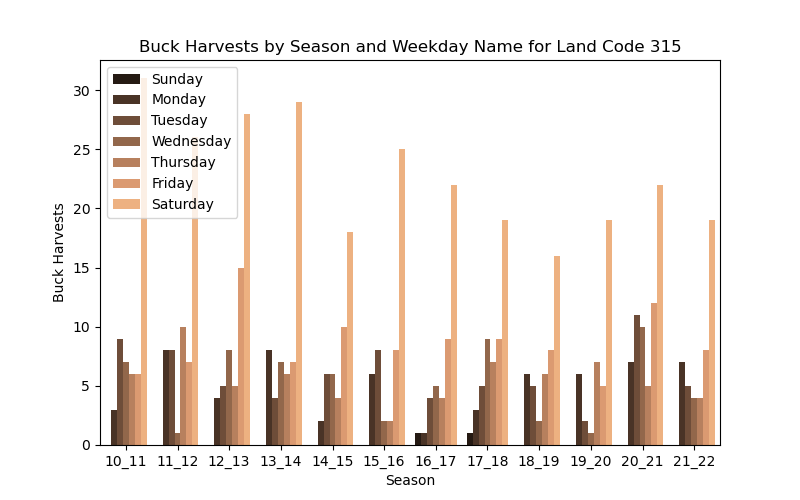 Buck Harvests by Season and Weekday Name for Land Code 315
Sunday
Monday
Tuesday
Wednesday
Thursday
Friday
Saturday
Buck Harvests
30
25
20
15
10
5
0
10_11 11_12 12_13 13_14 14_15 15_16 16_17 17_18 18_19 19_20 20_21 21_22
Season